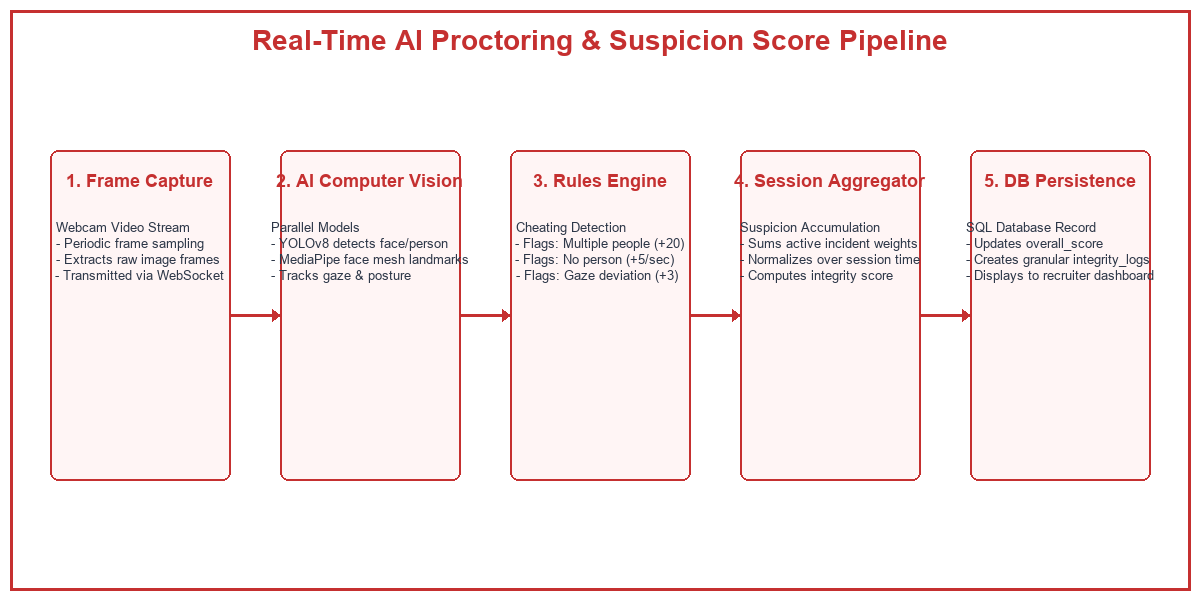 Real-Time AI Proctoring & Suspicion Score Pipeline
1. Frame Capture
Webcam Video Stream
- Periodic frame sampling
- Extracts raw image frames
- Transmitted via WebSocket
2. AI Computer Vision
Parallel Models
- YOLOv8 detects face/person
- MediaPipe face mesh landmarks
- Tracks gaze & posture
3. Rules Engine
Cheating Detection
- Flags: Multiple people (+20)
- Flags: No person (+5/sec)
- Flags: Gaze deviation (+3)
4. Session Aggregator
Suspicion Accumulation
- Sums active incident weights
- Normalizes over session time
- Computes integrity score
5. DB Persistence
SQL Database Record
- Updates overall_score
- Creates granular integrity_logs
- Displays to recruiter dashboard